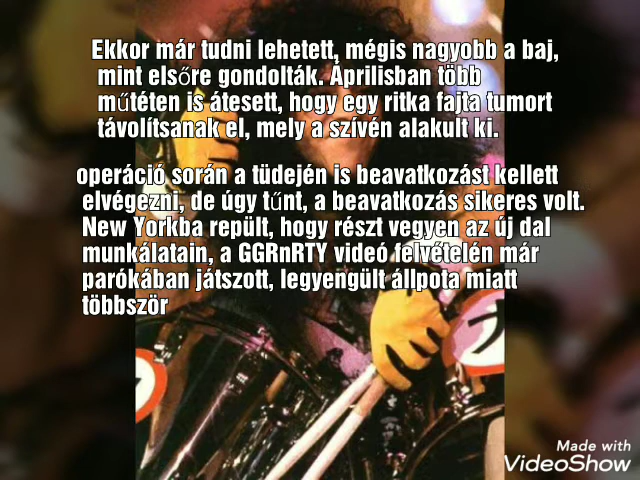 Ekkor már tudni lehetett, mégis nagyobb a baj,
mint elsőre gondolták. Áprilisban több
műtéten is átesett, hogy egy ritka fajta tumort
távolítsanak el, mely a szívén alakult ki.
operáció során a tüdején is beavatkozást kellett
elvégezni, de úgy tűnt, a beavatkozás sikeres volt.
New Yorkba repült, hogy részt vegyen az új dal
munkálatain, a GGRnRTY videó felvételén már
parókában játszott, legyengült állpota miatt
többször
Made with
VideoShow